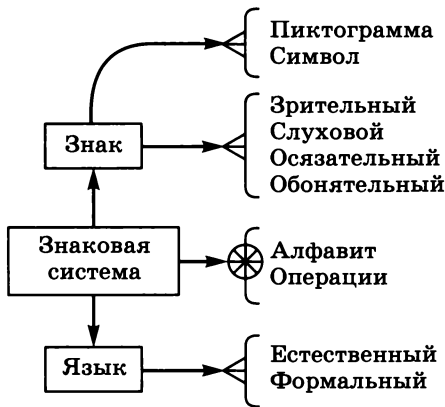 Пиктограмма
Символ
Знак
Зрительный
Слуховой
Осязательный
Обонятельный
Знаковая
система
Алфавит
Операции
Язык
Естественный
Формальный